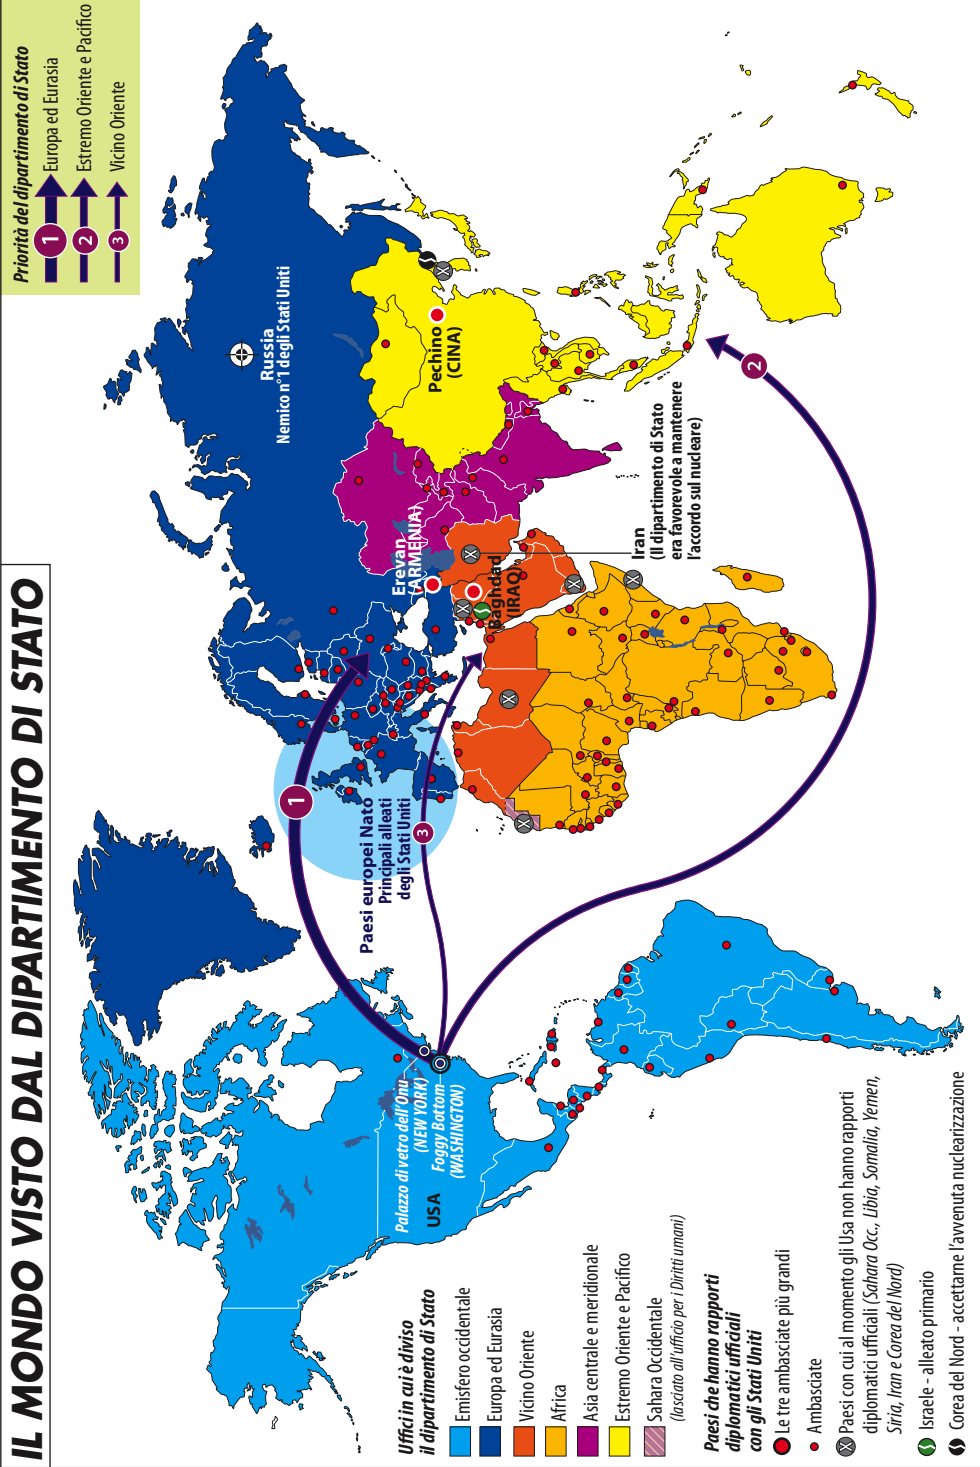 IL MONDO VISTO DAL DIPARTIMENTO DI STATO
Priorità del dipartimento di Stato
1 Europa ed Eurasia
2 Estremo Oriente e Pacifico
3 Vicino Oriente
Russia
Nemico n°1 degli Stati Uniti
Pechino
(CINA)
Erevan
(ARMENIA)
Baghdad
(IRAQ)
Iran
(Il dipartimento di Stato
era favorevole a mantenere
l'accordo sul nucleare)
1
2
3
Paesi europei Nato
Principali alleati
degli Stati Uniti
Palazzo di vetro dell'Onu
(NEW YORK)
Foggy Bottom
(WASHINGTON)
USA
Uffici in cui è diviso
il dipartimento di Stato
Emisfero occidentale
Europa ed Eurasia
Vicino Oriente
Africa
Asia centrale e meridionale
Estremo Oriente e Pacifico
Sahara Occidentale
(lasciato all'ufficio per i Diritti umani)
Paesi che hanno rapporti
diplomatici ufficiali
con gli Stati Uniti
Le tre ambasciate più grandi
Ambasciate
Paesi con cui al momento gli Usa non hanno rapporti
diplomatici ufficiali (Sahara Occ., Libia, Somalia, Yemen,
Siria, Iran e Corea del Nord)
Israele - alleato primario
Corea del Nord - accettarne l'avvenuta nuclearizzazione